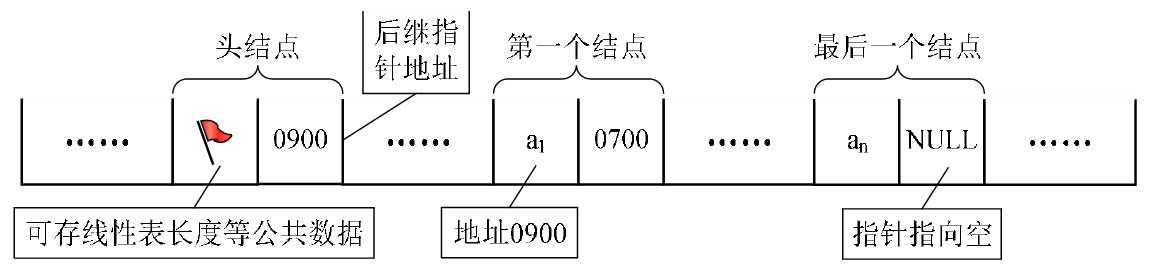 头结点
后继指
针地址
第一个结点
最后一个结点
…… 0900 …… a1 0700 …… an NULL ……
可存线性表长度等公共数据
地址0900
指针指向空